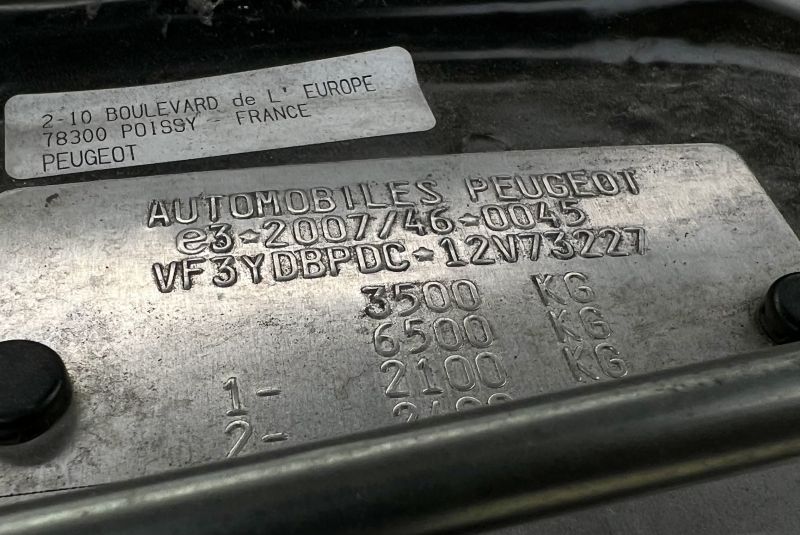 2-10 BOULEVARD de L' EUROPE
78300 POISSY - FRANCE
PEUGEOT
AUTOMOBILES PEUGEOT
e3*2007/46*0045
VF3YDBPDC-12V73227
3500 KG
6500 KG
1- 2100 KG
2-